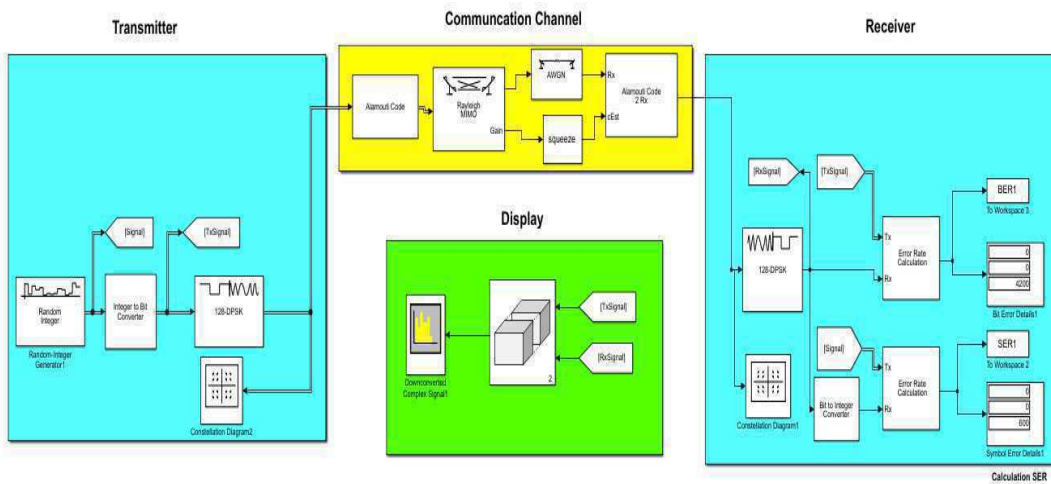 Transmitter
Communcation Channel
Receiver
Alamouti Code
Rayleigh
MIMO
Gain
AWGN
squeeze
Rx
cEst
Alamouti Code
2 Rx
[Signal]
[TxSignal]
Random
Integer
Random-Integer
Generator1
Integer to Bit
Converter
128-DPSK
Constellation Diagram2
Display
Downconverted
Complex Signal1
2
[TxSignal]
[RxSignal]
[RxSignal]
[TxSignal]
128-DPSK
Tx
Rx
Error Rate
Calculation
BER1
To Workspace 3
0
0
4200
Bit Error Details1
[Signal]
Constellation Diagram1
Bit to Integer
Converter
Tx
Rx
Error Rate
Calculation
SER1
To Workspace 2
0
0
600
Symbol Error Details1
Calculation SER